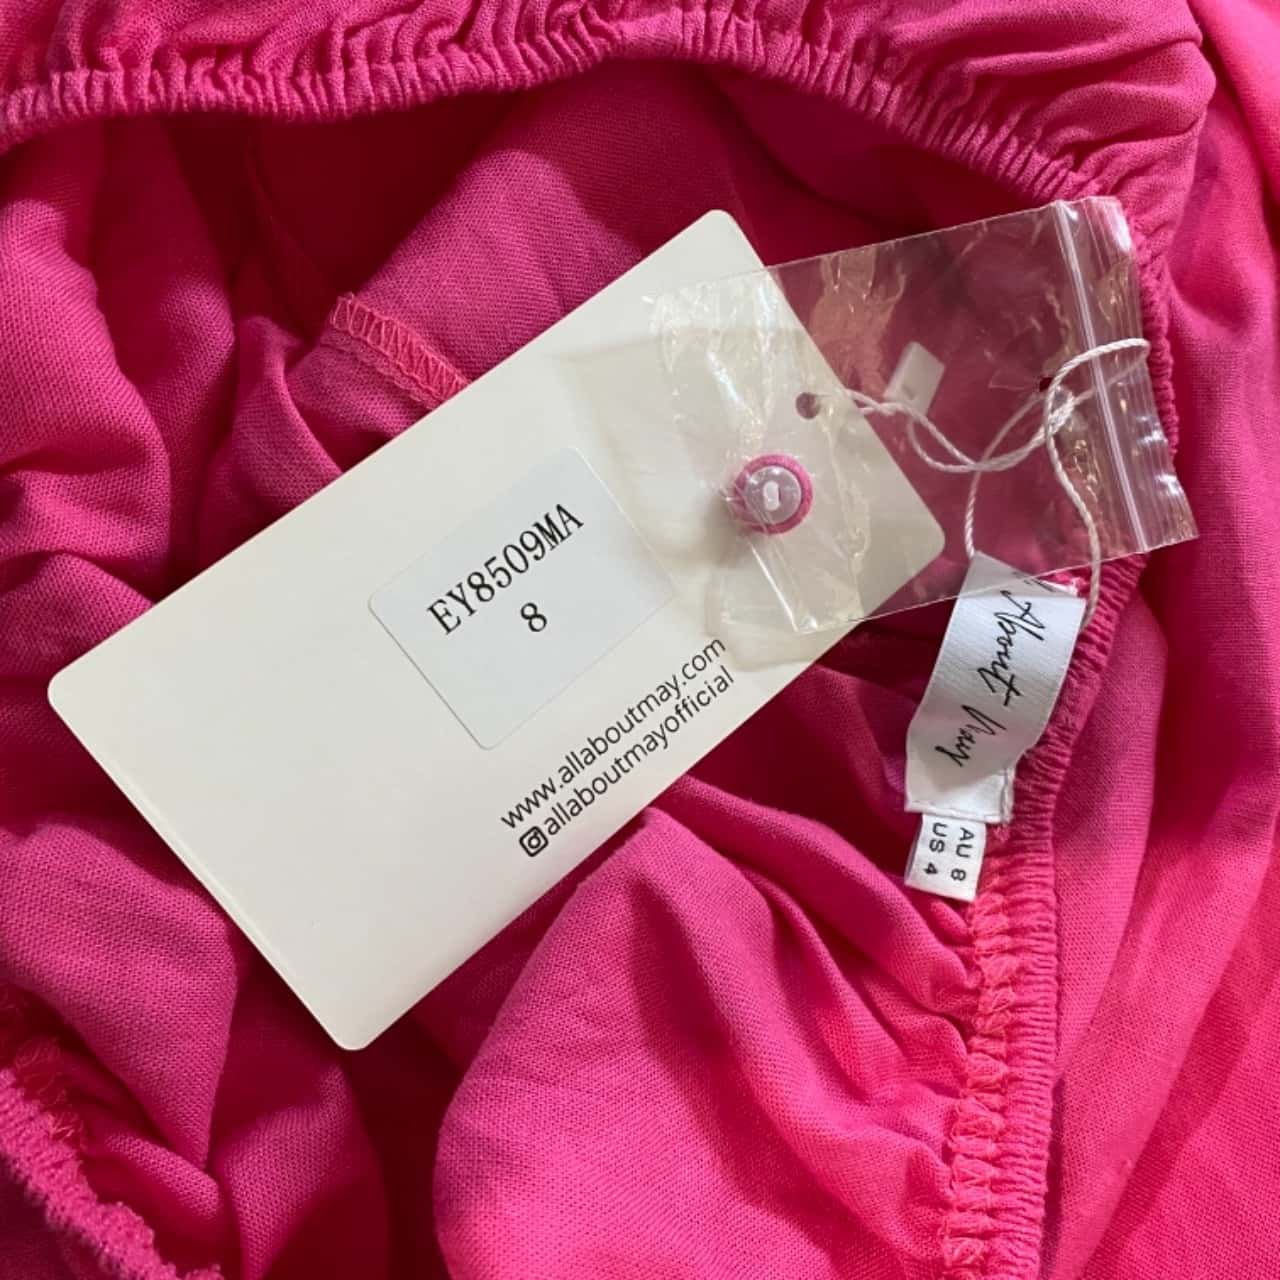 EY8509MA
8
www.allaboutmay.com
allaboutmayofficial
About May
AU 8
US 4